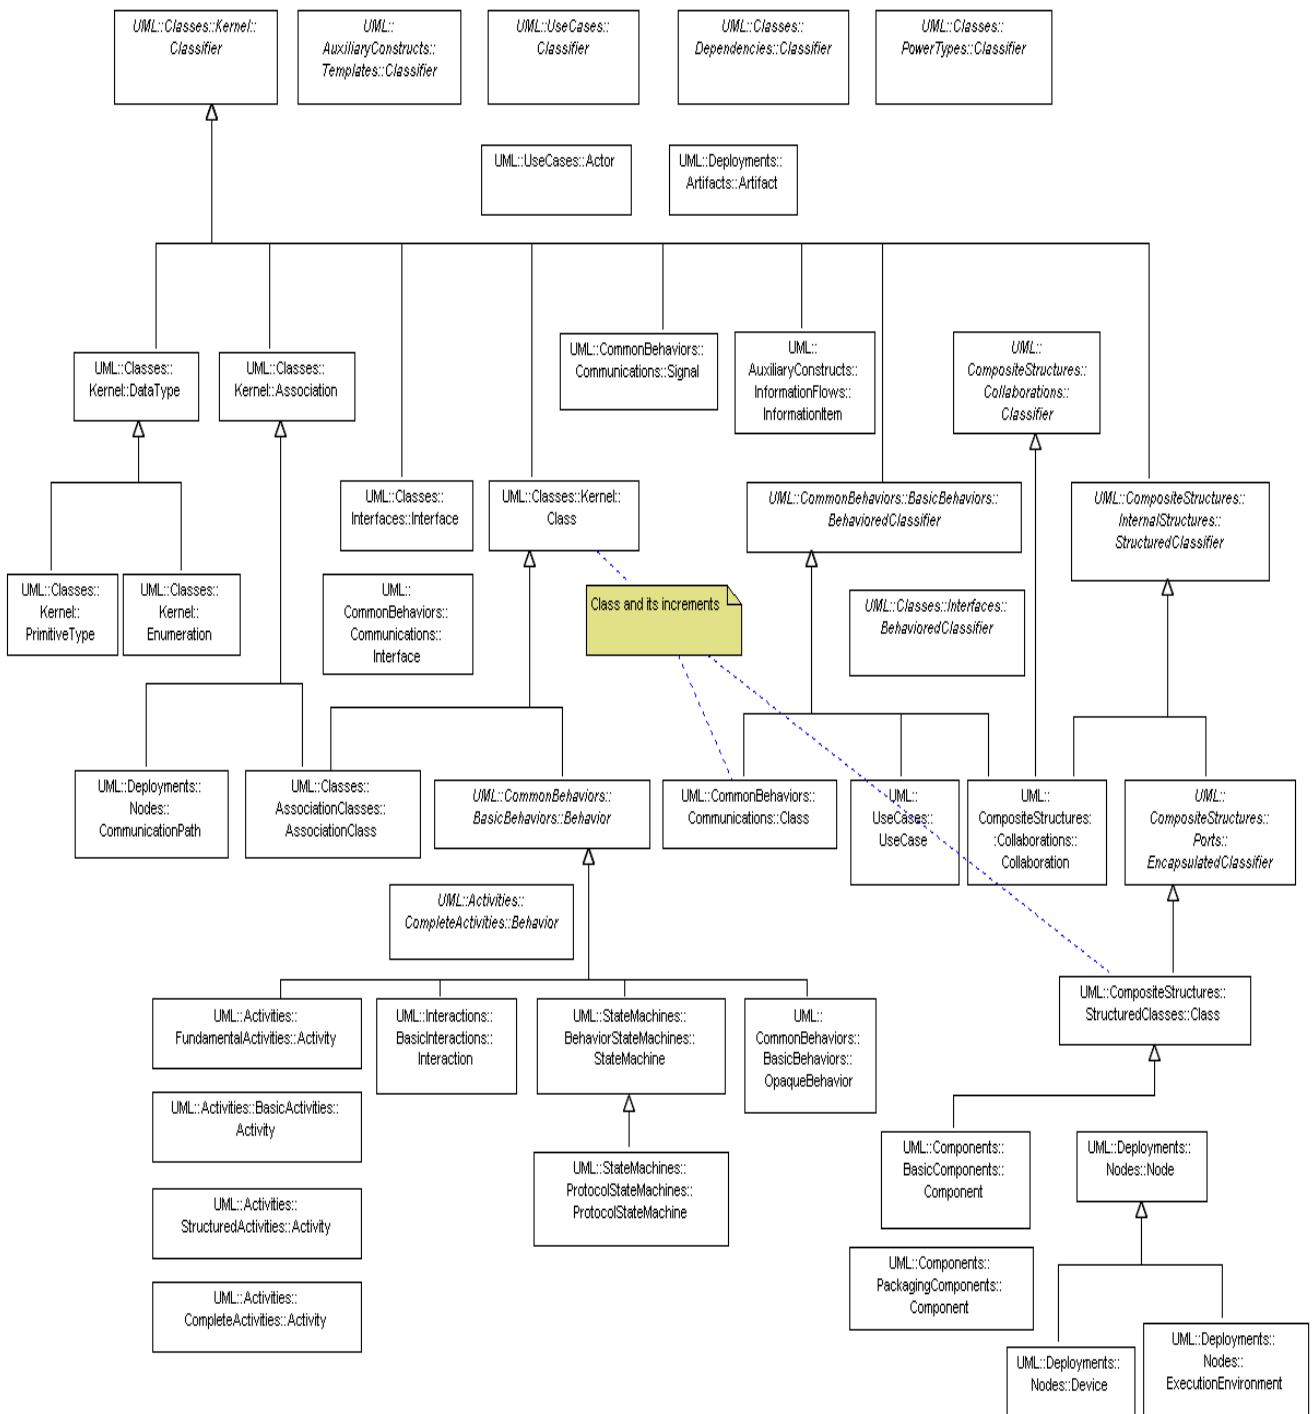 UML::Classes::Kernel::
Classifier
UML::
AuxiliaryConstructs::
Templates::Classifier
UML::UseCases::
Classifier
UML::Classes::
Dependencies::Classifier
UML::Classes::
PowerTypes::Classifier
UML::UseCases::Actor
UML::Deployments::
Artifacts::Artifact
UML::Classes::
Kernel::DataType
UML::Classes::
Kernel::Association
UML::CommonBehaviors::
Communications::Signal
UML::
AuxiliaryConstructs::
InformationFlows::
InformationItem
UML::
CompositeStructures::
Collaborations::
Classifier
UML::Classes::
Interfaces::Interface
UML::Classes::Kernel::
Class
UML::CommonBehaviors::BasicBehaviors::
BehavioredClassifier
UML::CompositeStructures::
InternalStructures::
StructuredClassifier
UML::Classes::
Kernel::
PrimitiveType
UML::Classes::
Kernel::
Enumeration
UML::
CommonBehaviors::
Communications::
Interface
Class and its increments
UML::Classes::Interfaces::
BehavioredClassifier
UML::Deployments::
Nodes::
CommunicationPath
UML::Classes::
AssociationClasses::
AssociationClass
UML::CommonBehaviors::
BasicBehaviors::Behavior
UML::CommonBehaviors::
Communications::Class
UML::
UseCases::
UseCase
UML::
CompositeStructures:
:Collaborations::
Collaboration
UML::
CompositeStructures::
Ports::
EncapsulatedClassifier
UML::Activities::
CompleteActivities::Behavior
UML::Activities::
FundamentalActivities::Activity
UML::Interactions::
BasicInteractions::
Interaction
UML::StateMachines::
BehaviorStateMachines::
StateMachine
UML::
CommonBehaviors::
BasicBehaviors::
OpaqueBehavior
UML::CompositeStructures::
StructuredClasses::Class
UML::Activities::BasicActivities::
Activity
UML::StateMachines::
ProtocolStateMachines::
ProtocolStateMachine
UML::Components::
BasicComponents::
Component
UML::Deployments::
Nodes::Node
UML::Activities::
StructuredActivities::Activity
UML::Components::
PackagingComponents::
Component
UML::Activities::
CompleteActivities::Activity
UML::Deployments::
Nodes::Device
UML::Deployments::
Nodes::
ExecutionEnvironment